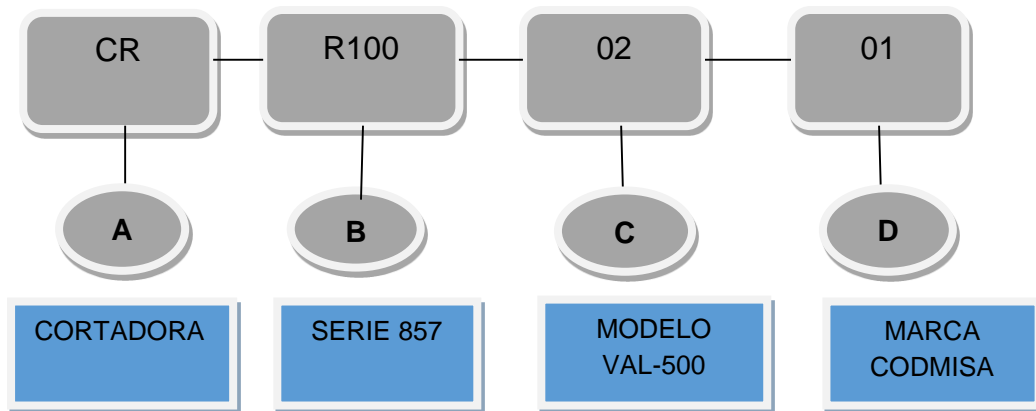 CR
R100
02
01
A
B
C
D
CORTADORA
SERIE 857
MODELO
VAL-500
MARCA
CODMISA